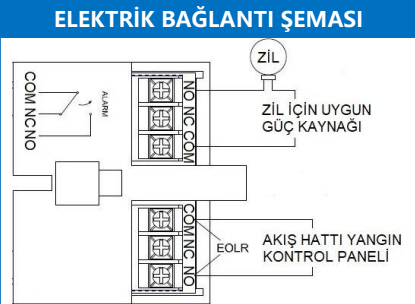 ELEKTRİK BAĞLANTI ŞEMASI
ZİL
COM NC NO
ALARM
NO NC COM
ZİL İÇİN UYGUN
GÜÇ KAYNAĞI
COM NC NO
EOLR
AKIŞ HATTI YANGIN
KONTROL PANELİ